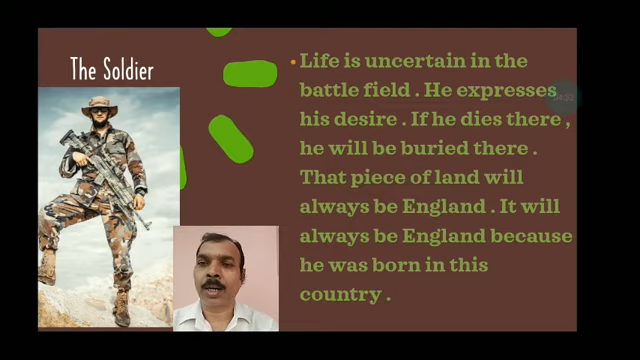 The Soldier
Life is uncertain in the
battle field . He expresses
his desire . If he dies there ,
he will be buried there .
That piece of land will
always be England . It will
always be England because
he was born in this
country .